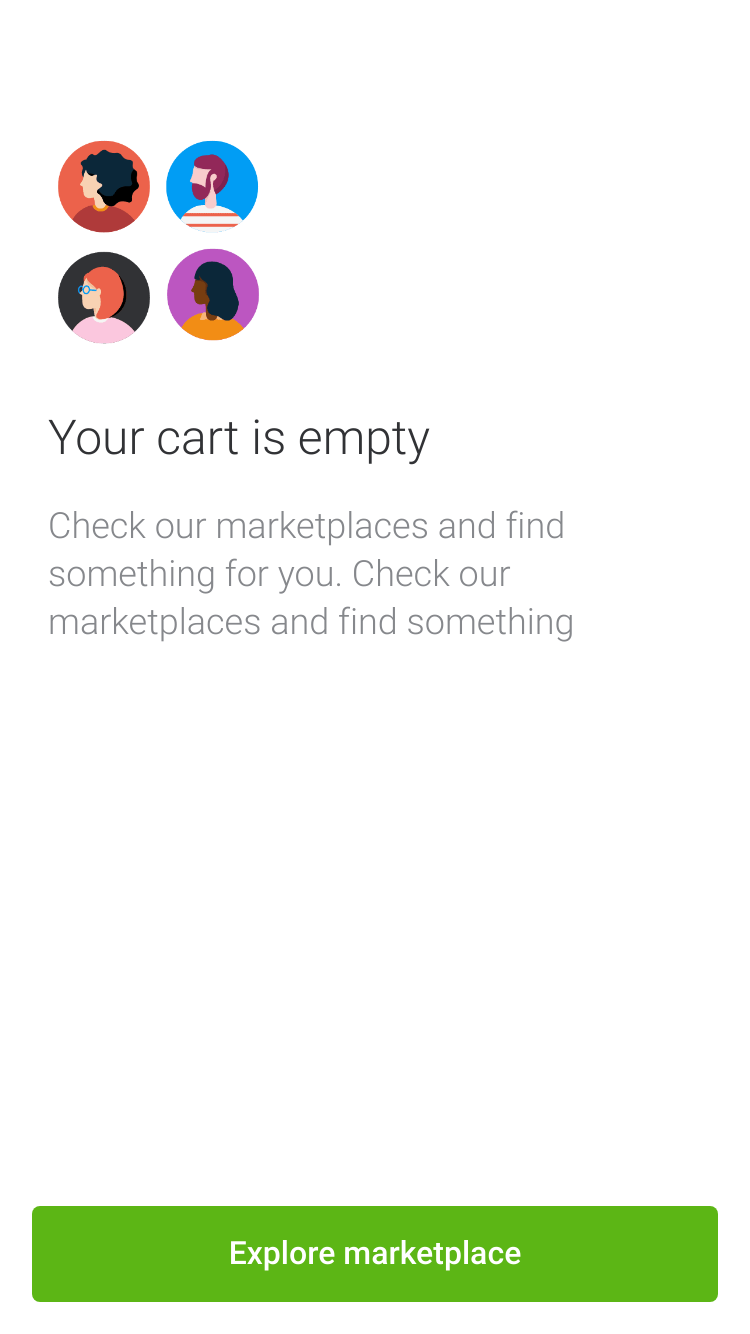 Your cart is empty
Check our marketplaces and find
something for you. Check our
marketplaces and find something
Explore marketplace